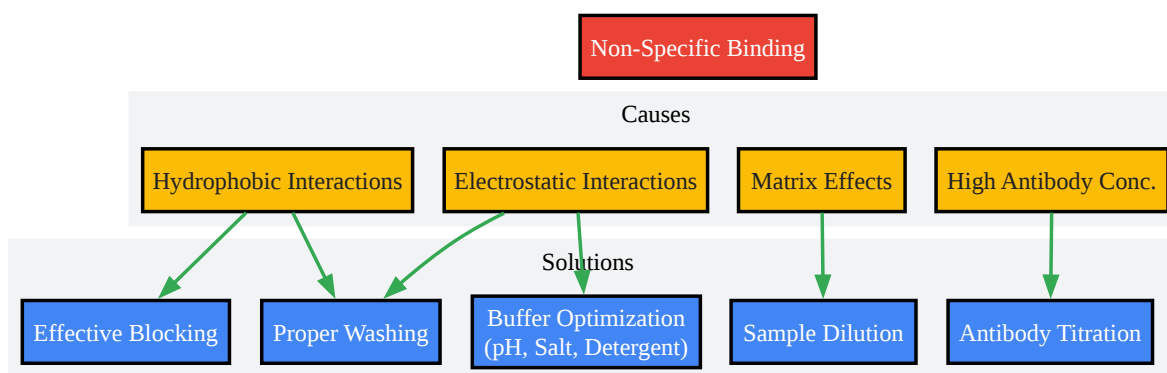 Non-Specific Binding
Causes
Hydrophobic Interactions
Electrostatic Interactions
Matrix Effects
High Antibody Conc.
Solutions
Effective Blocking
Proper Washing
Buffer Optimization
(pH, Salt, Detergent)
Sample Dilution
Antibody Titration